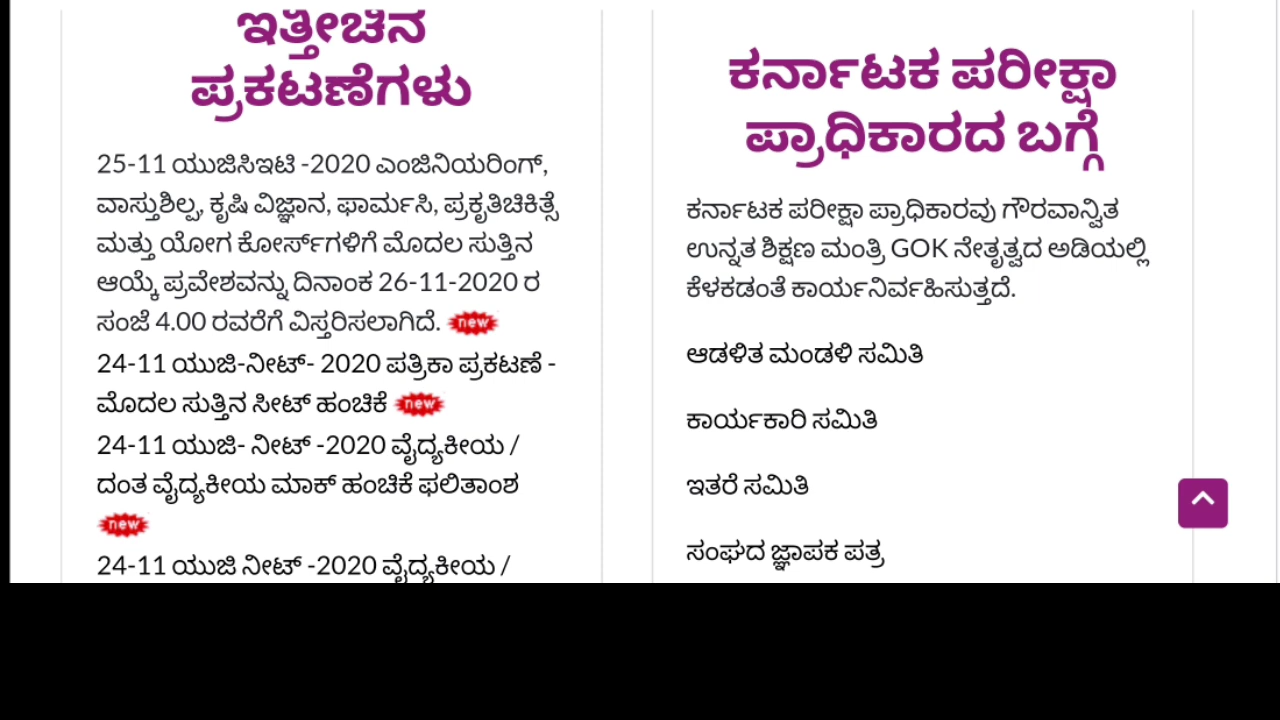 ಇತ್ತೀಚಿನ
ಪ್ರಕಟಣೆಗಳು
25-11 ಯುಜಿಸಿಇಟಿ -2020 ಎಂಜಿನಿಯರಿಂಗ್,
ವಾಸ್ತುಶಿಲ್ಪ, ಕೃಷಿ ವಿಜ್ಞಾನ, ಫಾರ್ಮಸಿ, ಪ್ರಕೃತಿಚಿಕಿತ್ಸೆ
ಮತ್ತು ಯೋಗ ಕೋರ್ಸ್‌ಗಳಿಗೆ ಮೊದಲ ಸುತ್ತಿನ
ಆಯ್ಕೆ ಪ್ರವೇಶವನ್ನು ದಿನಾಂಕ 26-11-2020 ರ
ಸಂಜೆ 4.00 ರವರೆಗೆ ವಿಸ್ತರಿಸಲಾಗಿದೆ. new
24-11 ಯುಜಿ-ನೀಟ್- 2020 ಪತ್ರಿಕಾ ಪ್ರಕಟಣೆ -
ಮೊದಲ ಸುತ್ತಿನ ಸೀಟ್ ಹಂಚಿಕೆ new
24-11 ಯುಜಿ- ನೀಟ್ -2020 ವೈದ್ಯಕೀಯ /
ದಂತ ವೈದ್ಯಕೀಯ ಮಾಕ್ ಹಂಚಿಕೆ ಫಲಿತಾಂಶ
new
24-11 ಯುಜಿ ನೀಟ್ -2020 ವೈದ್ಯಕೀಯ /
ಕರ್ನಾಟಕ ಪರೀಕ್ಷಾ
ಪ್ರಾಧಿಕಾರದ ಬಗ್ಗೆ
ಕರ್ನಾಟಕ ಪರೀಕ್ಷಾ ಪ್ರಾಧಿಕಾರವು ಗೌರವಾನ್ವಿತ
ಉನ್ನತ ಶಿಕ್ಷಣ ಮಂತ್ರಿ GOK ನೇತೃತ್ವದ ಅಡಿಯಲ್ಲಿ
ಕೆಳಕಡಂತೆ ಕಾರ್ಯನಿರ್ವಹಿಸುತ್ತದೆ.
ಆಡಳಿತ ಮಂಡಳಿ ಸಮಿತಿ
ಕಾರ್ಯಕಾರಿ ಸಮಿತಿ
ಇತರೆ ಸಮಿತಿ
ಸಂಘದ ಜ್ಞಾಪಕ ಪತ್ರ